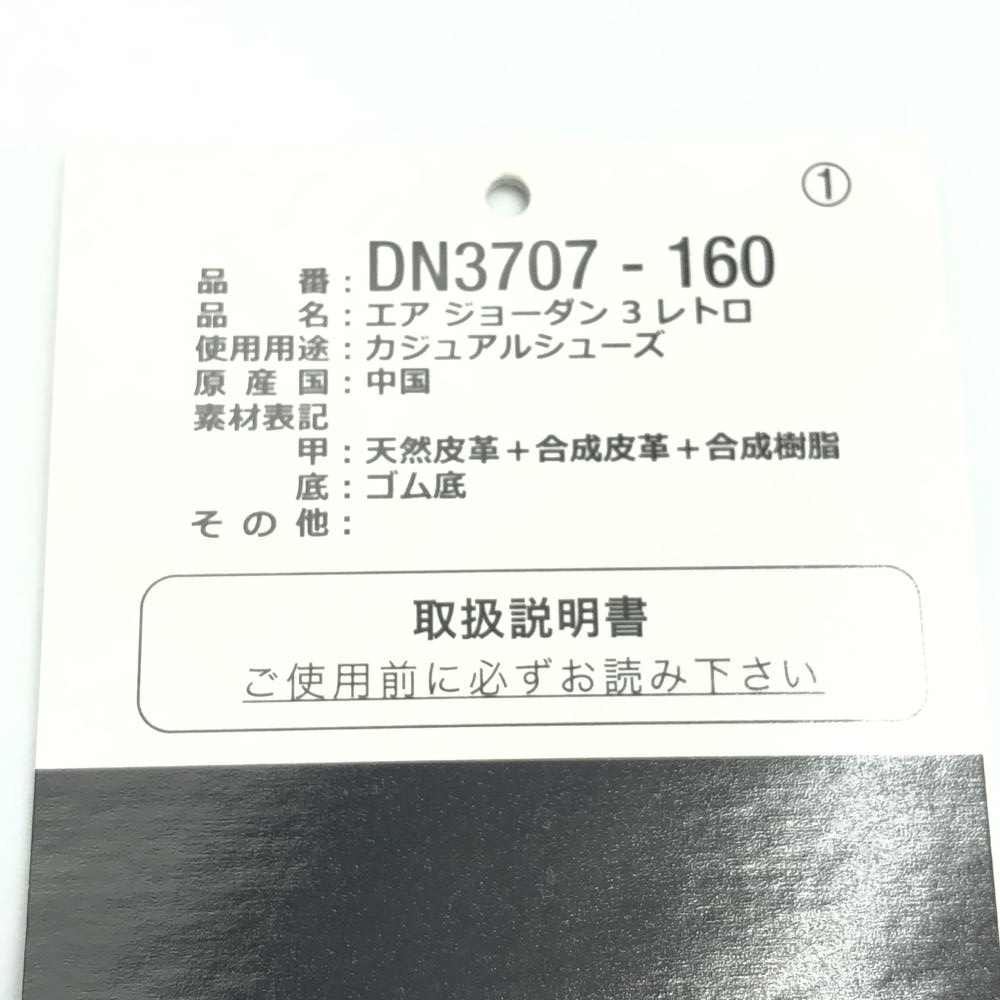 ①
品番：DN3707 - 160
品名：エア ジョーダン 3 レトロ
使用用途：カジュアルシューズ
原産国：中国
素材表記
甲：天然皮革＋合成皮革＋合成樹脂
底：ゴム底
その他：
取扱説明書
ご使用前に必ずお読み下さい